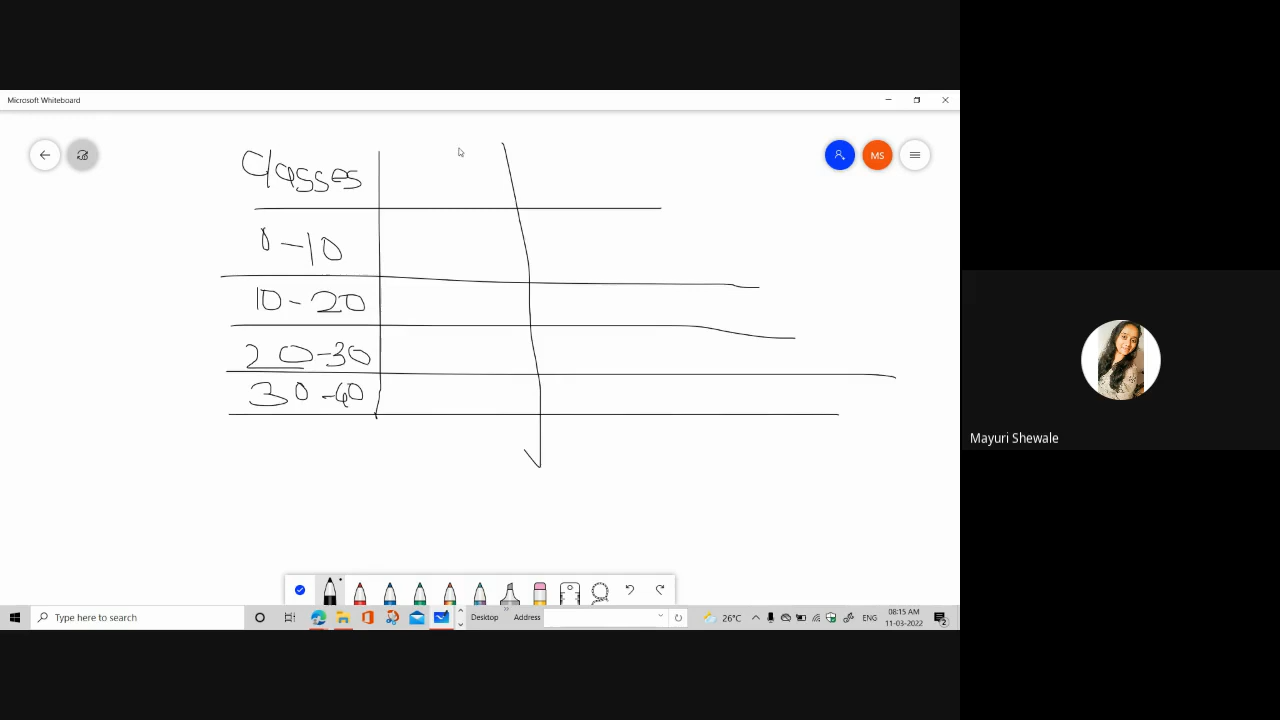 Microsoft Whiteboard
MS
Classes
0-10
10-20
20-30
30-40
Mayuri Shewale
Type here to search
Desktop
Address
26°C
ENG
08:15 AM
11-03-2022
2